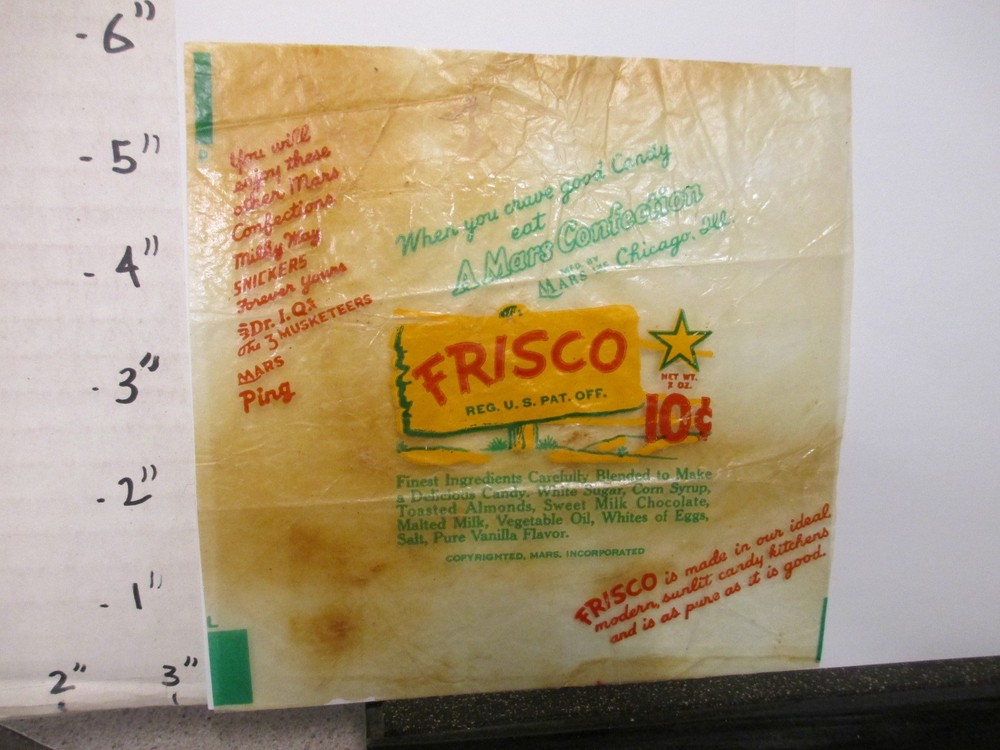 - 6"
- 5"
- 4"
- 3"
- 2"
- 1"
2" 3"
You will
enjoy these
other Mars
Confections
Milky Way
SNICKERS
Forever Yours
Dr. I.Q.
The 3 MUSKETEERS
MARS
Ping
When you crave good Candy
eat
A Mars Confection
MFD. BY
MARS INC Chicago, Ill.
FRISCO
REG. U. S. PAT. OFF.
NET WT.
2 OZ.
10¢
Finest Ingredients Carefully Blended to Make
a Delicious Candy. White Sugar, Corn Syrup,
Toasted Almonds, Sweet Milk Chocolate,
Malted Milk, Vegetable Oil, Whites of Eggs,
Salt, Pure Vanilla Flavor.
COPYRIGHTED, MARS, INCORPORATED
FRISCO is made in our ideal
modern, sunlit candy kitchens
and is as pure as it is good.